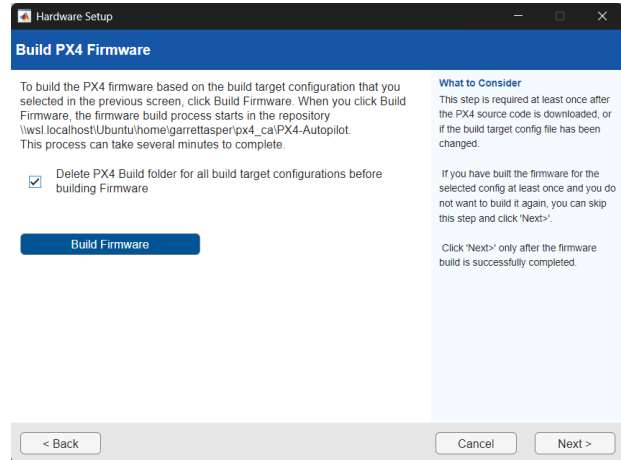 Hardware Setup
Build PX4 Firmware
To build the PX4 firmware based on the build target configuration that you
selected in the previous screen, click Build Firmware. When you click Build
Firmware, the firmware build process starts in the repository
\\wsl.localhost\Ubuntu\home\garrettasper\px4_ca\PX4-Autopilot.
This process can take several minutes to complete.
Delete PX4 Build folder for all build target configurations before
building Firmware
Build Firmware
What to Consider
This step is required at least once after
the PX4 source code is downloaded, or
if the build target config file has been
changed.
If you have built the firmware for the
selected config at least once and you do
not want to build it again, you can skip
this step and click 'Next>'.
Click 'Next>' only after the firmware
build is successfully completed.
< Back
Cancel
Next >